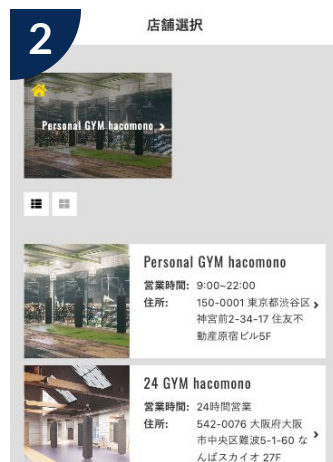 2
店舗選択
Personal GYM hacomono
Personal GYM hacomono
営業時間: 9:00~22:00
住所: 150-0001 東京都渋谷区
神宮前2-34-17 住友不
動産原宿ビル5F
24 GYM hacomono
営業時間: 24時間営業
住所: 542-0076 大阪府大阪
市中央区難波5-1-60 な
んばスカイオ 27F